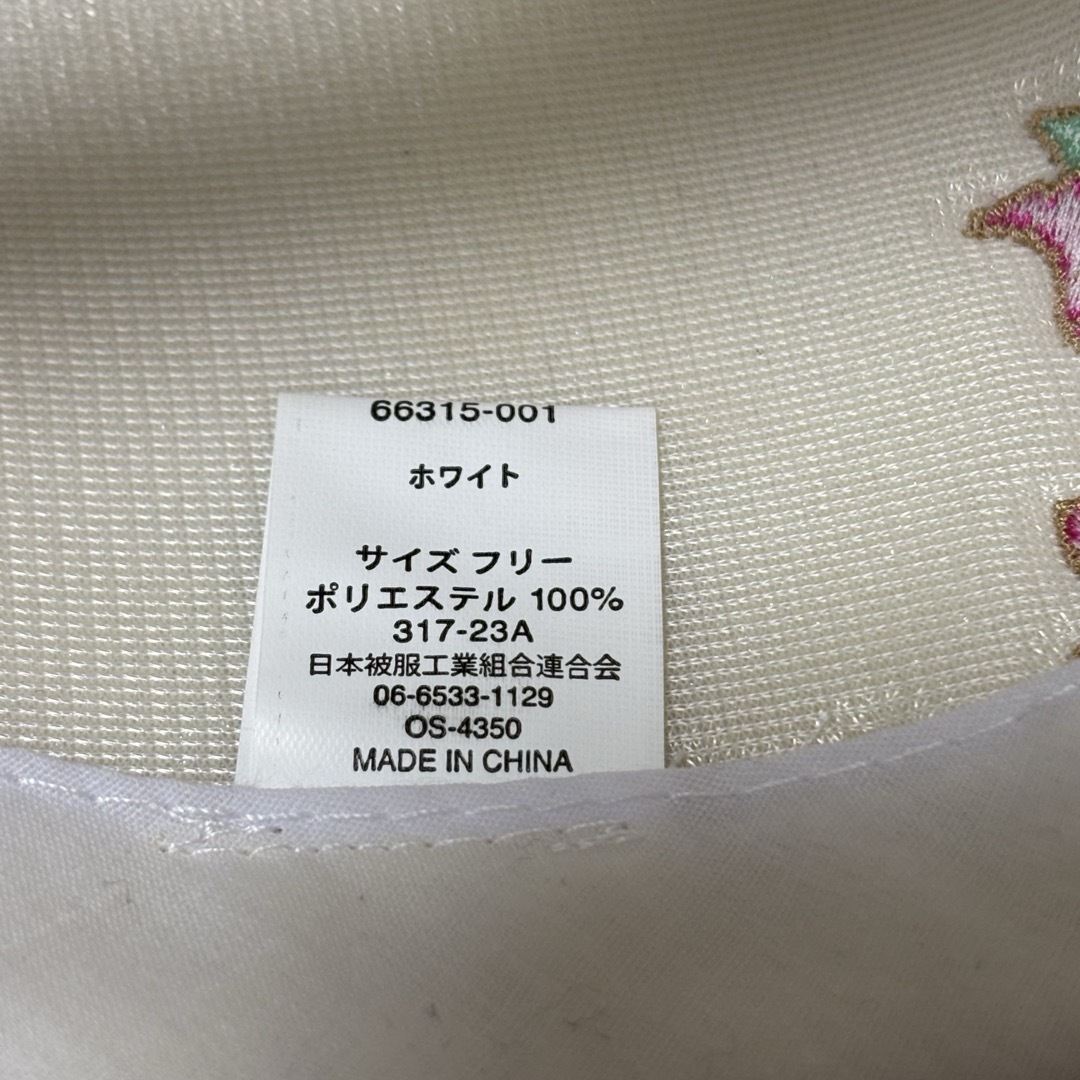 66315-001
ホワイト
サイズ フリー
ポリエステル 100%
317-23A
日本被服工業組合連合会
06-6533-1129
OS-4350
MADE IN CHINA